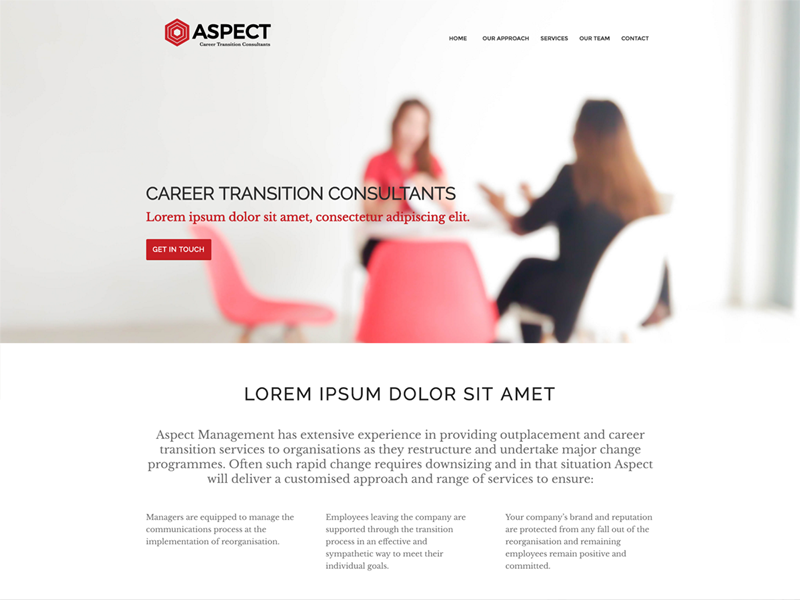 ASPECT
Career Transition Consultants
HOME OUR APPROACH SERVICES OUR TEAM CONTACT
CAREER TRANSITION CONSULTANTS
Lorem ipsum dolor sit amet, consectetur adipiscing elit.
GET IN TOUCH
LOREM IPSUM DOLOR SIT AMET
Aspect Management has extensive experience in providing outplacement and career
transition services to organisations as they restructure and undertake major change
programmes. Often such rapid change requires downsizing and in that situation Aspect
will deliver a customised approach and range of services to ensure:
Managers are equipped to manage the
communications process at the
implementation of reorganisation.
Employees leaving the company are
supported through the transition
process in an effective and
sympathetic way to meet their
individual goals.
Your company's brand and reputation
are protected from any fall out of the
reorganisation and remaining
employees remain positive and
committed.